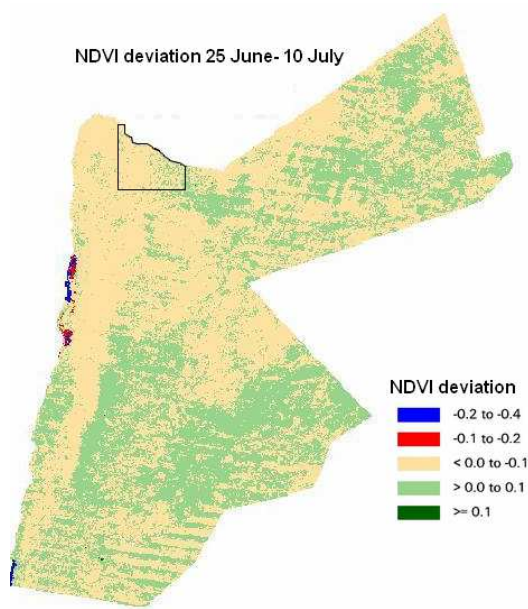 NDVI deviation 25 June- 10 July
NDVI deviation
-0.2 to -0.4
-0.1 to -0.2
< 0.0 to -0.1
> 0.0 to 0.1
>= 0.1